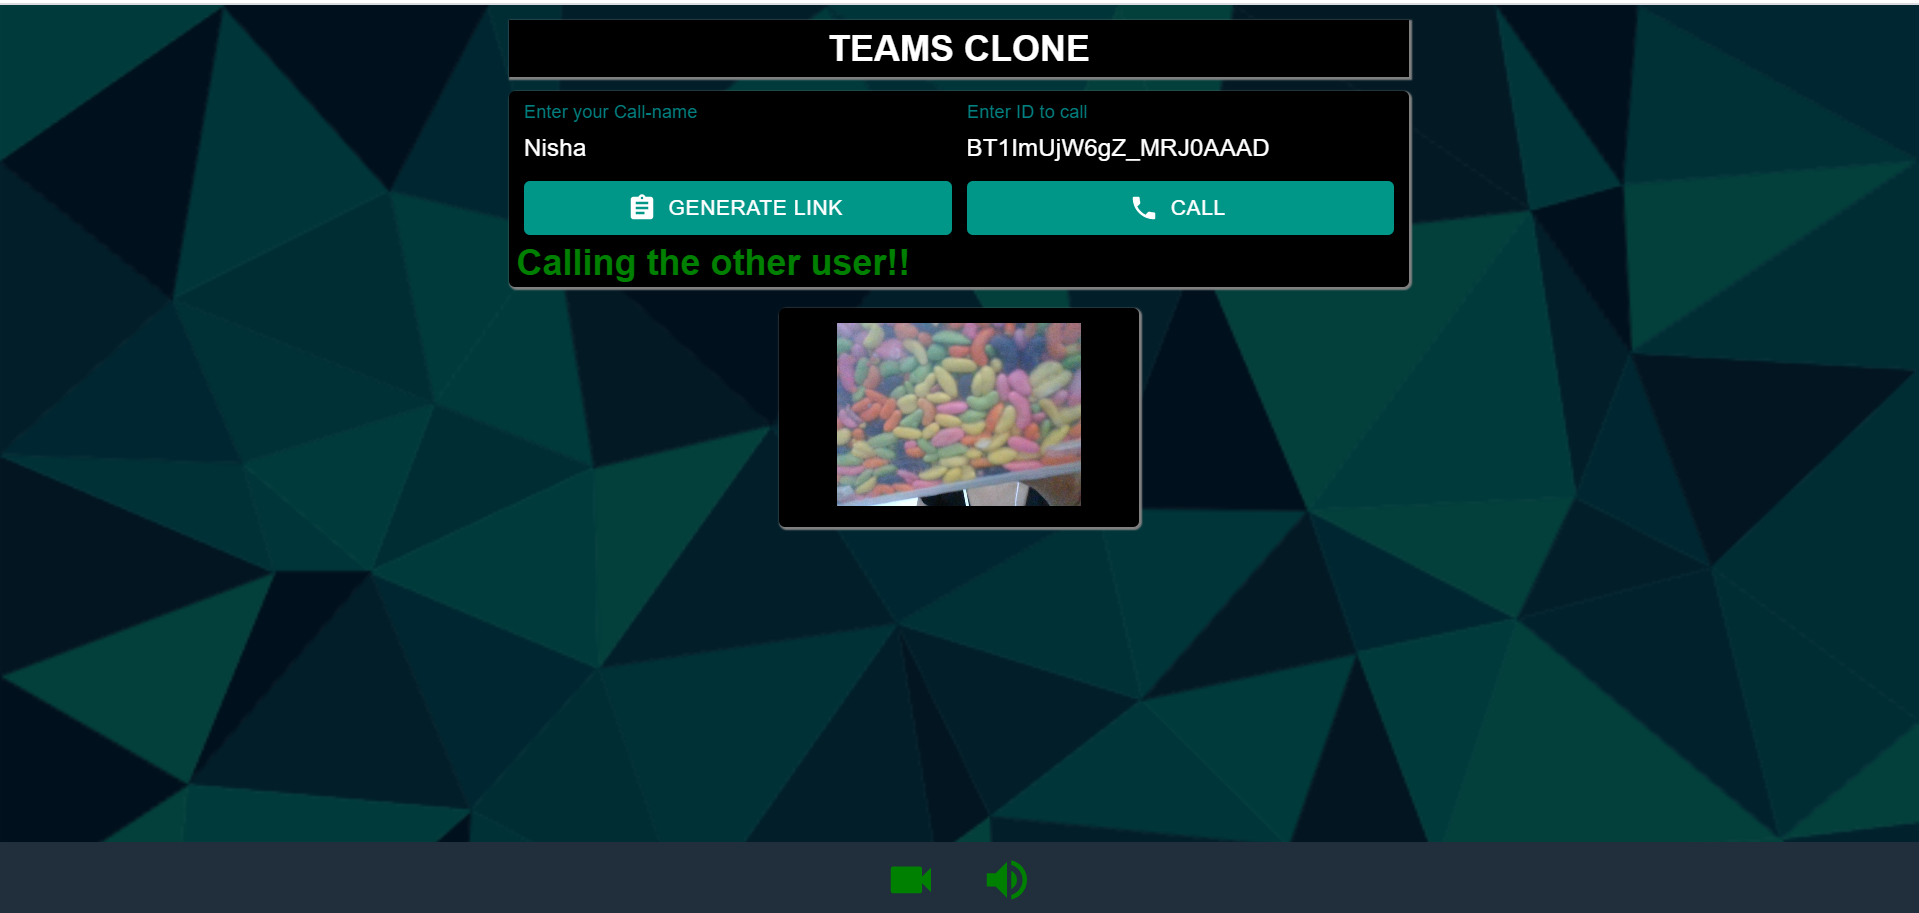 TEAMS CLONE
Enter your Call-name
Nisha
Enter ID to call
BT1ImUjW6gZ_MRJ0AAAD
GENERATE LINK
CALL
Calling the other user!!